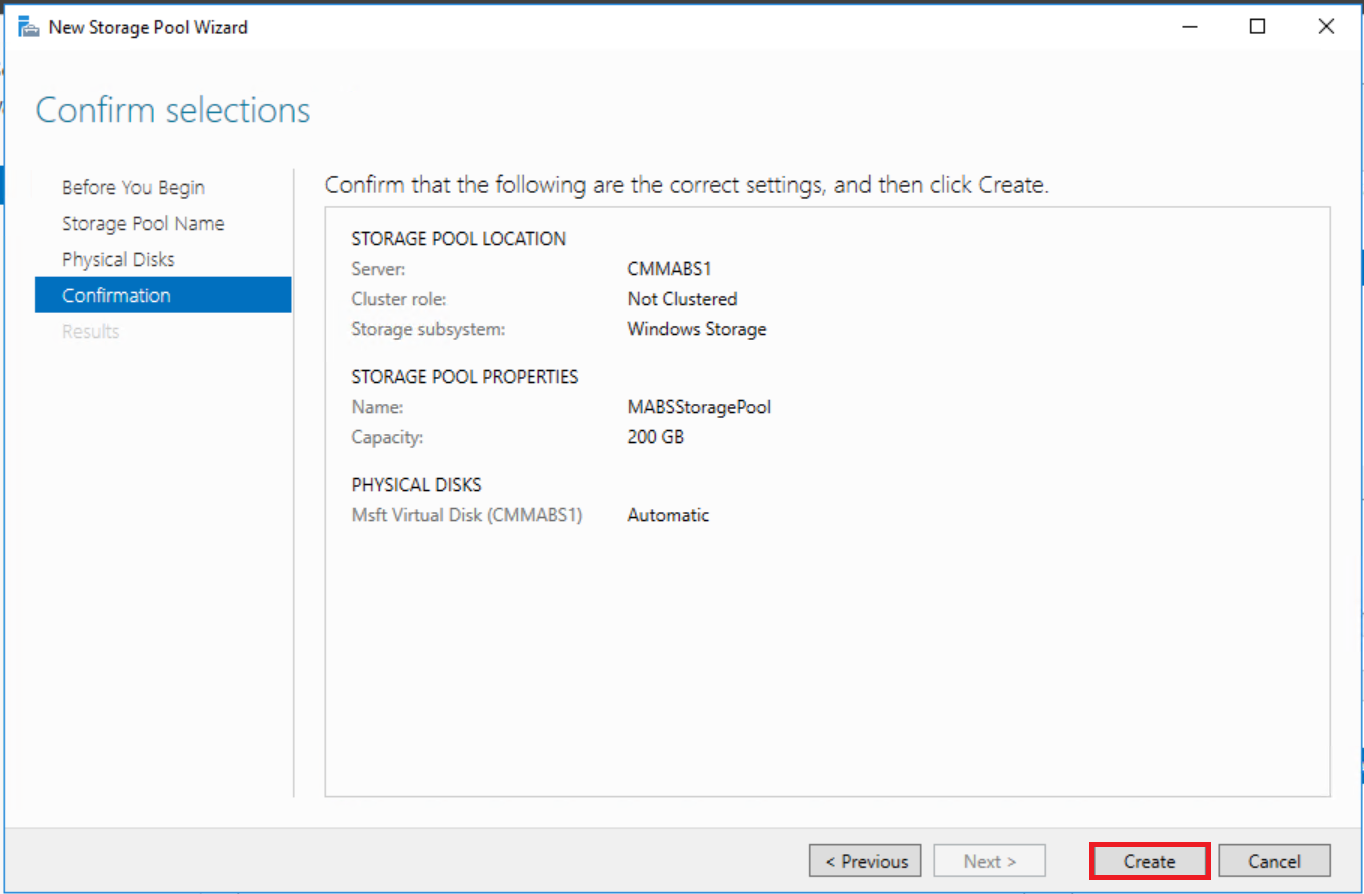 New Storage Pool Wizard
Confirm selections
Before You Begin
Storage Pool Name
Physical Disks
Confirmation
Results
Confirm that the following are the correct settings, and then click Create.
STORAGE POOL LOCATION
Server: CMMABS1
Cluster role: Not Clustered
Storage subsystem: Windows Storage
STORAGE POOL PROPERTIES
Name: MABSStoragePool
Capacity: 200 GB
PHYSICAL DISKS
Msft Virtual Disk (CMMABS1) Automatic
< Previous Next > Create Cancel